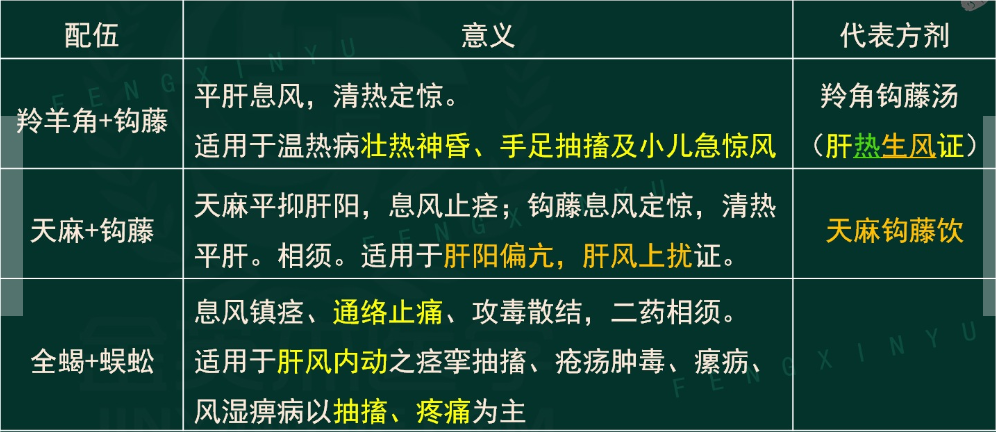 配伍 意义 代表方剂
羚羊角+钩藤
平肝息风，清热定惊。
适用于温热病壮热神昏、手足抽搐及小儿急惊风
羚角钩藤汤
（肝热生风证）
天麻+钩藤
天麻平抑肝阳，息风止痉；钩藤息风定惊，清热
平肝。相须。适用于肝阳偏亢，肝风上扰证。
天麻钩藤饮
全蝎+蜈蚣
息风镇痉、通络止痛、攻毒散结，二药相须。
适用于肝风内动之痉挛抽搐、疮疡肿毒、瘰疬、
风湿痹病以抽搐、疼痛为主
FENGXINYU
FENGXINYU
FENGXINYU